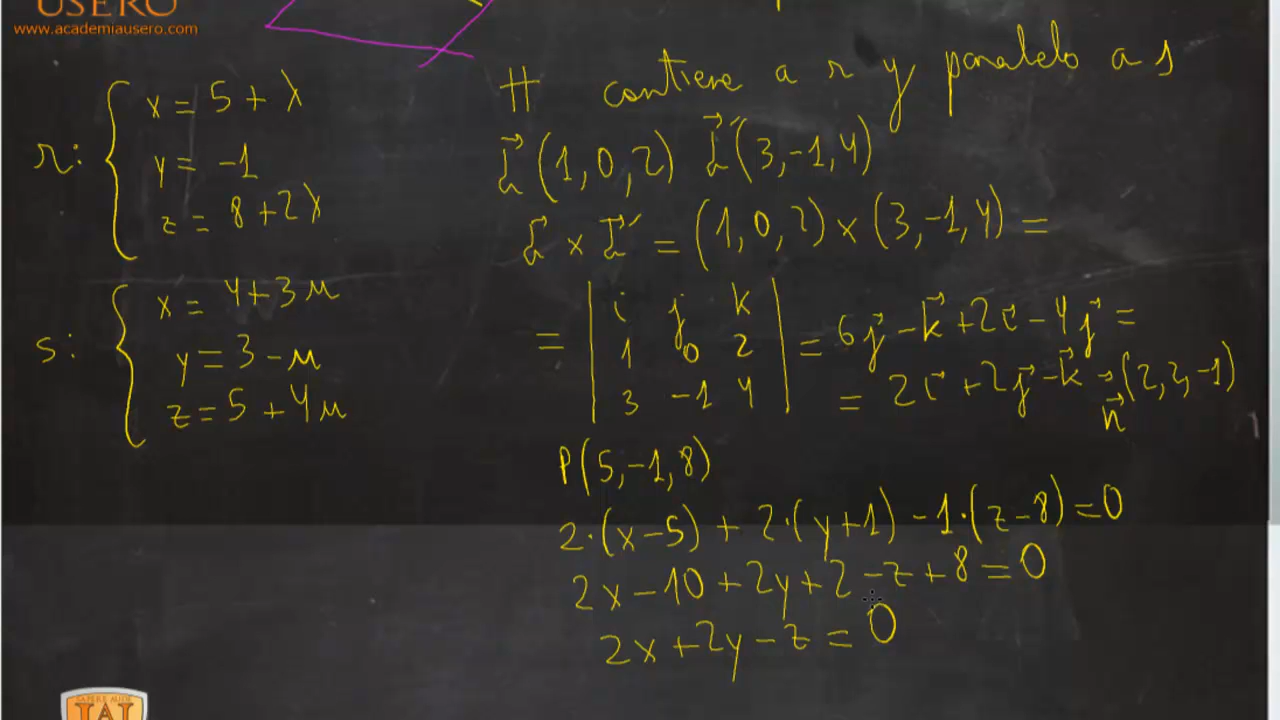 USERO
www.academiausero.com
r: { x = 5 + λ
y = -1
z = 8 + 2λ
s: { x = 4 + 3μ
y = 3 - μ
z = 5 + 4μ
π contiene a r y paralelo a s
u⃗ (1, 0, 2) u⃗´(3, -1, 4)
u⃗ × u⃗´ = (1, 0, 2) × (3, -1, 4) =
= | i j k |
| 1 0 2 |
| 3 -1 4 | = 6j⃗ - k⃗ + 2i⃗ - 4j⃗ =
= 2i⃗ + 2j⃗ - k⃗ → n⃗ (2, 2, -1)
P(5, -1, 8)
2·(x-5) + 2·(y+1) - 1·(z-8) = 0
2x - 10 + 2y + 2 - z + 8 = 0
2x + 2y - z = 0
SAPERE AUDE